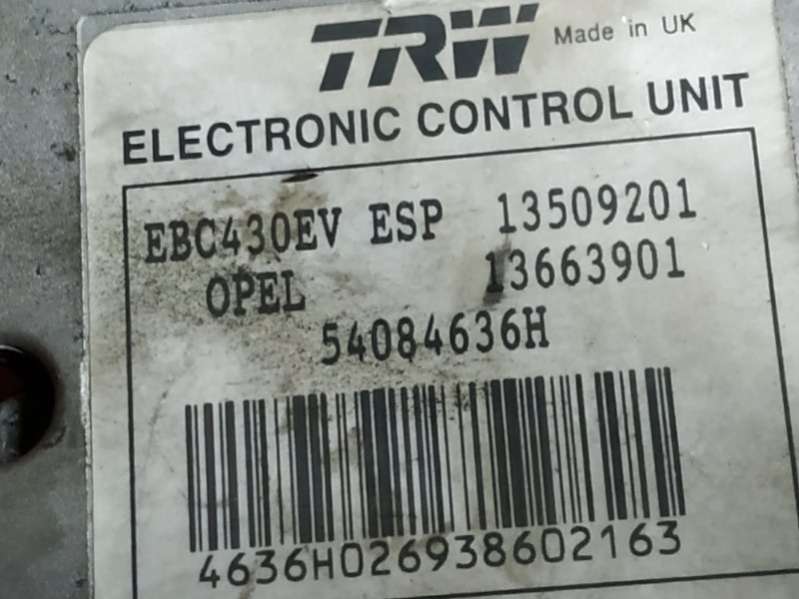 TRW Made in UK
ELECTRONIC CONTROL UNIT
EBC430EV ESP 13509201
OPEL 13663901
54084636H
4636H026938602163